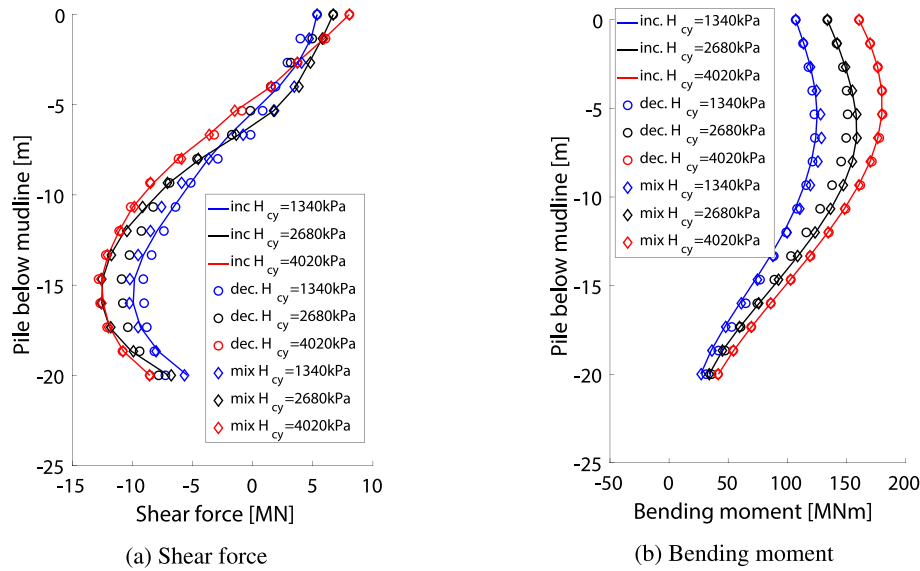 0
-5
-10
-15
-20
-25
Pile below mudline [m]
inc H cy=1340kPa
inc H cy=2680kPa
inc H cy=4020kPa
dec. H cy=1340kPa
dec. H cy=2680kPa
dec. H cy=4020kPa
mix H cy=1340kPa
mix H cy=2680kPa
mix H cy=4020kPa
-15 -10 -5 0 5 10
Shear force [MN]
(a) Shear force
0
-5
-10
-15
-20
-25
Pile below mudline [m]
inc. H cy=1340kPa
inc. H cy=2680kPa
inc. H cy=4020kPa
dec. H cy=1340kPa
dec. H cy=2680kPa
dec. H cy=4020kPa
mix H cy=1340kPa
mix H cy=2680kPa
mix H cy=4020kPa
-50 0 50 100 150 200
Bending moment [MNm]
(b) Bending moment